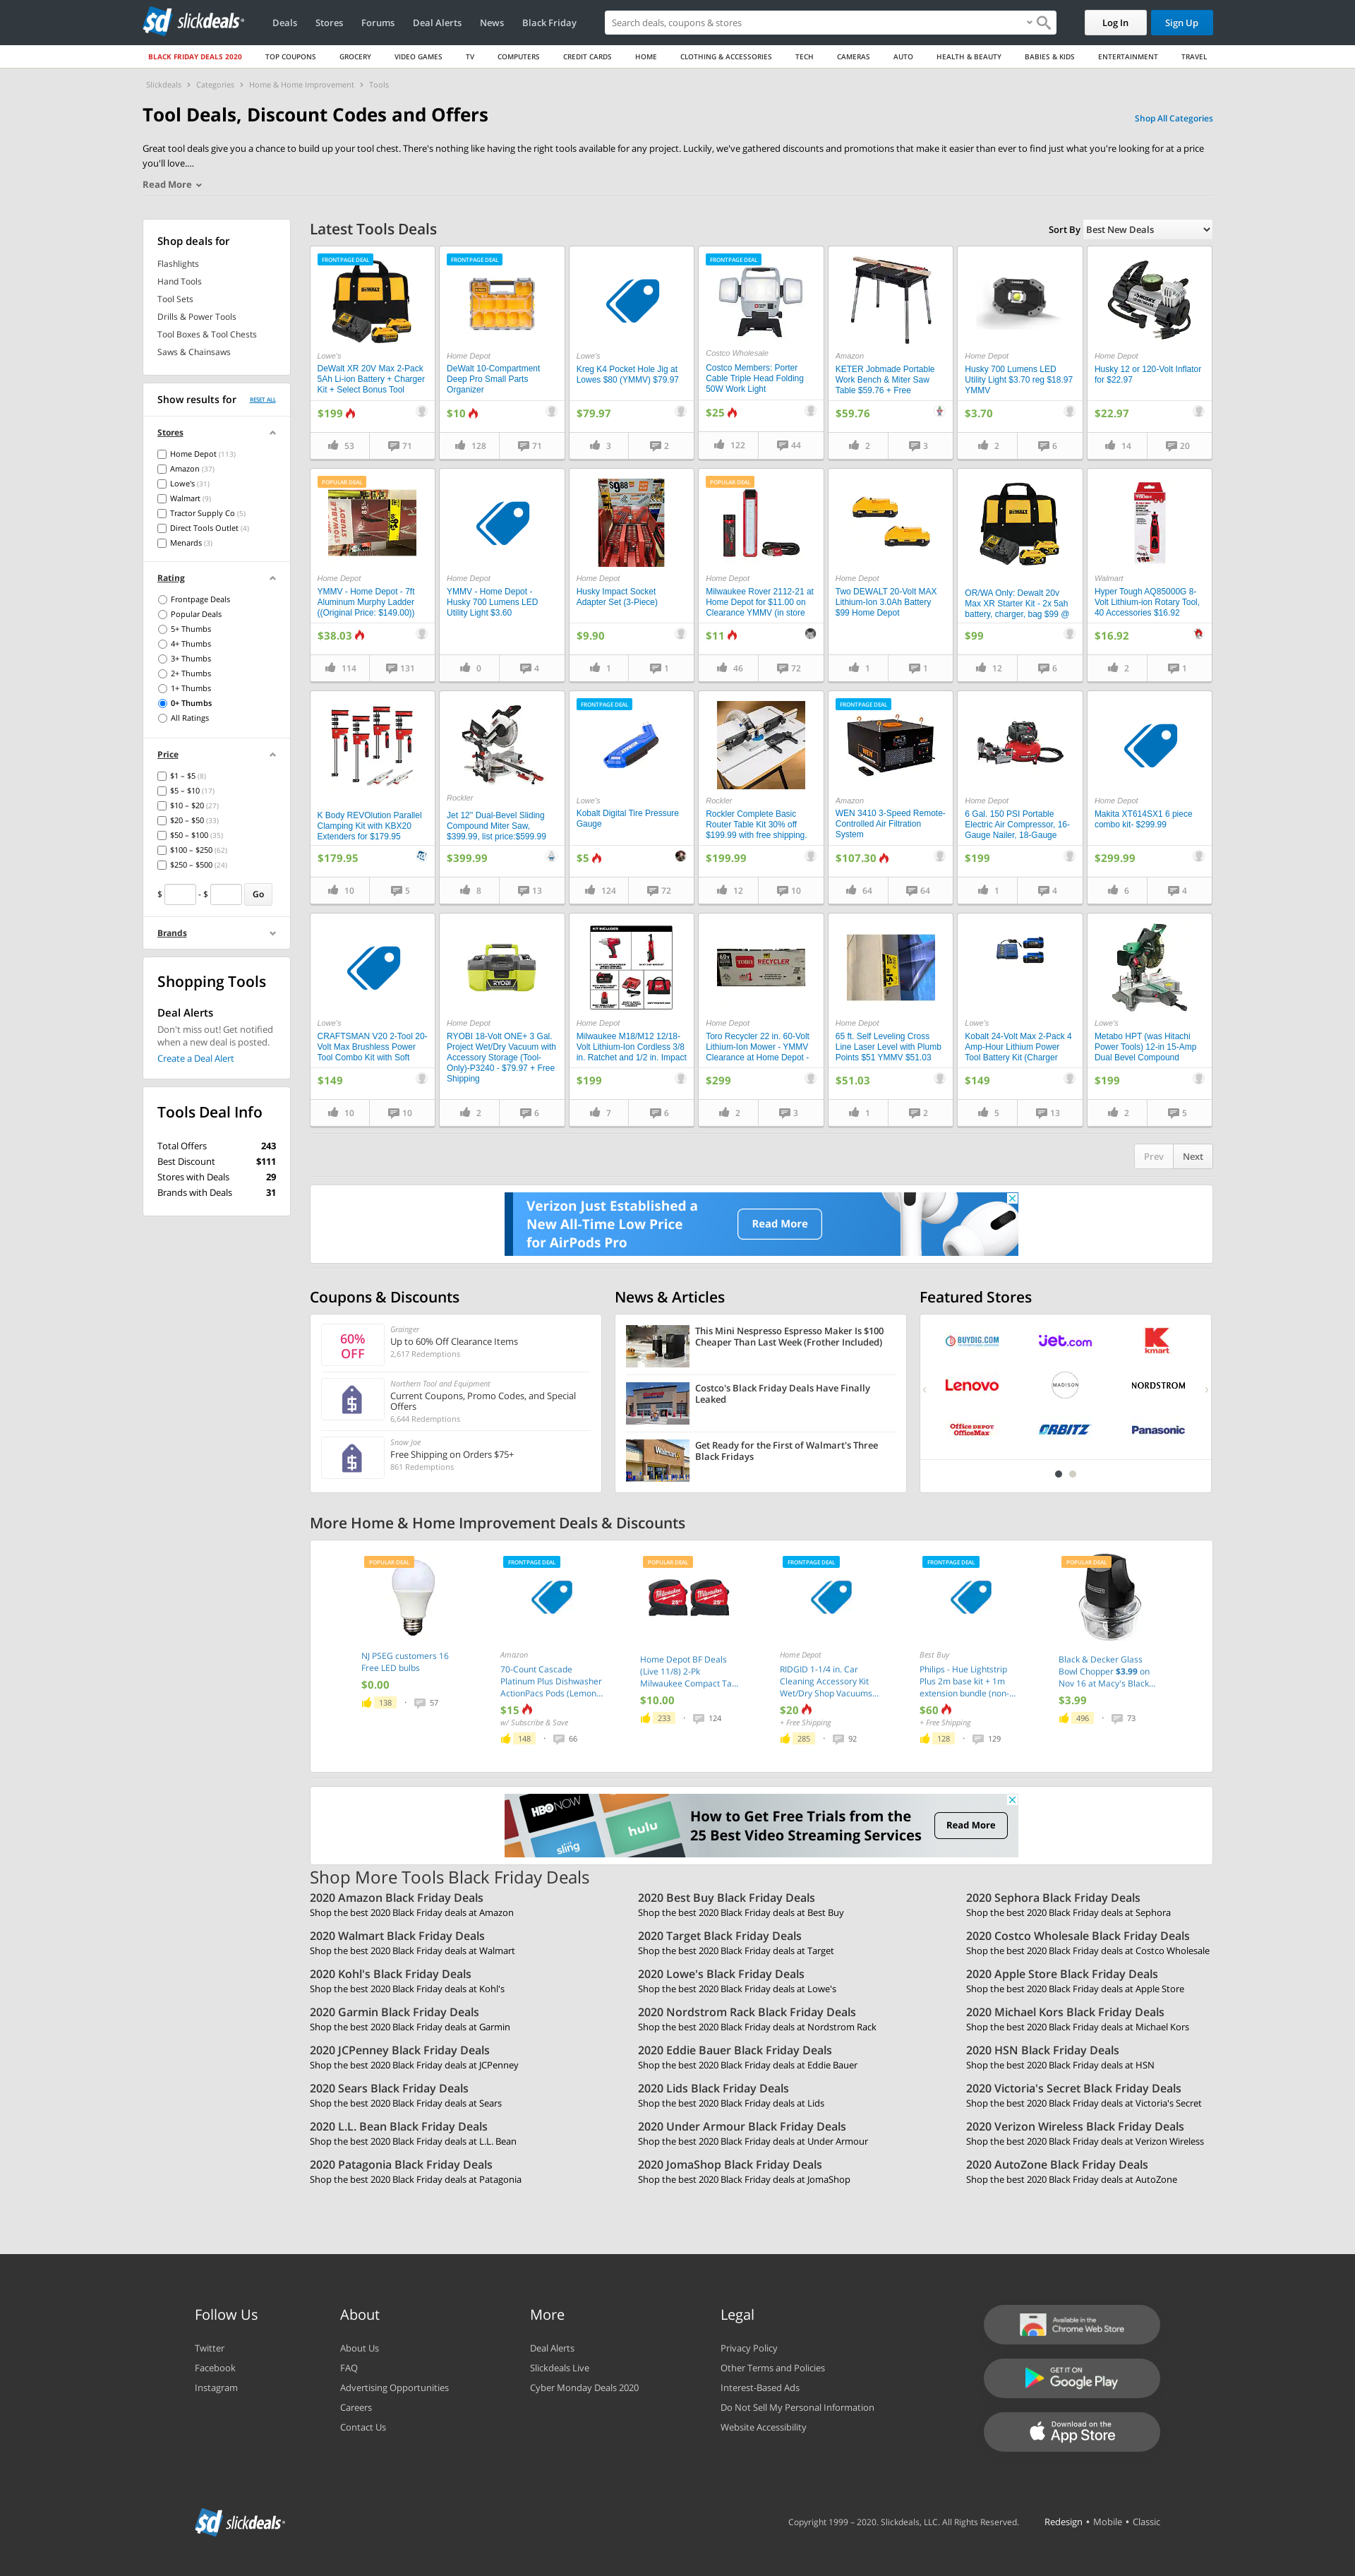 slickdeals
Deals
Stores
Forums
Deal Alerts
News
Black Friday
Search deals, coupons & stores
Log In
Sign Up
BLACK FRIDAY DEALS 2020
TOP COUPONS
GROCERY
VIDEO GAMES
TV
COMPUTERS
CREDIT CARDS
HOME
CLOTHING & ACCESSORIES
TECH
CAMERAS
AUTO
HEALTH & BEAUTY
BABIES & KIDS
ENTERTAINMENT
TRAVEL
Slickdeals › Categories › Home & Home Improvement › Tools
Tool Deals, Discount Codes and Offers
Shop All Categories
Great tool deals give you a chance to build up your tool chest. There's nothing like having the right tools available for any project. Luckily, we've gathered discounts and promotions that make it easier than ever to find just what you're looking for at a price
you'll love....
Read More
Shop deals for
Flashlights
Hand Tools
Tool Sets
Drills & Power Tools
Tool Boxes & Tool Chests
Saws & Chainsaws
Show results for
RESET ALL
Stores
Home Depot (113)
Amazon (37)
Lowe's (31)
Walmart (9)
Tractor Supply Co (5)
Direct Tools Outlet (4)
Menards (3)
Rating
Frontpage Deals
Popular Deals
5+ Thumbs
4+ Thumbs
3+ Thumbs
2+ Thumbs
1+ Thumbs
0+ Thumbs
All Ratings
Price
$1 – $5 (8)
$5 – $10 (17)
$10 – $20 (27)
$20 – $50 (33)
$50 – $100 (35)
$100 – $250 (62)
$250 – $500 (24)
$ - $ Go
Brands
Shopping Tools
Deal Alerts
Don't miss out! Get notified
when a new deal is posted.
Create a Deal Alert
Tools Deal Info
Total Offers 243
Best Discount $111
Stores with Deals 29
Brands with Deals 31
Latest Tools Deals
Sort By Best New Deals
FRONTPAGE DEAL
Lowe's
DeWalt XR 20V Max 2-Pack
5Ah Li-ion Battery + Charger
Kit + Select Bonus Tool
$199
53 71
FRONTPAGE DEAL
Home Depot
DeWalt 10-Compartment
Deep Pro Small Parts
Organizer
$10
128 71
Lowe's
Kreg K4 Pocket Hole Jig at
Lowes $80 (YMMV) $79.97
$79.97
3 2
FRONTPAGE DEAL
Costco Wholesale
Costco Members: Porter
Cable Triple Head Folding
50W Work Light
$25
122 44
Amazon
KETER Jobmade Portable
Work Bench & Miter Saw
Table $59.76 + Free
$59.76
2 3
Home Depot
Husky 700 Lumens LED
Utility Light $3.70 reg $18.97
YMMV
$3.70
2 6
Home Depot
Husky 12 or 120-Volt Inflator
for $22.97
$22.97
14 20
POPULAR DEAL
Home Depot
YMMV - Home Depot - 7ft
Aluminum Murphy Ladder
((Original Price: $149.00))
$38.03
114 131
Home Depot
YMMV - Home Depot -
Husky 700 Lumens LED
Utility Light $3.60
0 4
Home Depot
Husky Impact Socket
Adapter Set (3-Piece)
$9.90
1 1
POPULAR DEAL
Home Depot
Milwaukee Rover 2112-21 at
Home Depot for $11.00 on
Clearance YMMV (in store
$11
46 72
Home Depot
Two DEWALT 20-Volt MAX
Lithium-Ion 3.0Ah Battery
$99 Home Depot
1 1
OR/WA Only: Dewalt 20v
Max XR Starter Kit - 2x 5ah
battery, charger, bag $99 @
$99
12 6
Walmart
Hyper Tough AQ85000G 8-
Volt Lithium-ion Rotary Tool,
40 Accessories $16.92
$16.92
2 1
K Body REVOlution Parallel
Clamping Kit with KBX20
Extenders for $179.95
$179.95
10 5
Rockler
Jet 12" Dual-Bevel Sliding
Compound Miter Saw,
$399.99, list price:$599.99
$399.99
8 13
FRONTPAGE DEAL
Lowe's
Kobalt Digital Tire Pressure
Gauge
$5
124 72
Rockler
Rockler Complete Basic
Router Table Kit 30% off
$199.99 with free shipping.
$199.99
12 10
FRONTPAGE DEAL
Amazon
WEN 3410 3-Speed Remote-
Controlled Air Filtration
System
$107.30
64 64
Home Depot
6 Gal. 150 PSI Portable
Electric Air Compressor, 16-
Gauge Nailer, 18-Gauge
$199
1 4
Home Depot
Makita XT614SX1 6 piece
combo kit- $299.99
$299.99
6 4
Lowe's
CRAFTSMAN V20 2-Tool 20-
Volt Max Brushless Power
Tool Combo Kit with Soft
$149
10 10
Home Depot
RYOBI 18-Volt ONE+ 3 Gal.
Project Wet/Dry Vacuum with
Accessory Storage (Tool-
Only)-P3240 - $79.97 + Free
Shipping
2 6
Home Depot
Milwaukee M18/M12 12/18-
Volt Lithium-Ion Cordless 3/8
in. Ratchet and 1/2 in. Impact
$199
7 6
Home Depot
Toro Recycler 22 in. 60-Volt
Lithium-Ion Mower - YMMV
Clearance at Home Depot -
$299
2 3
Home Depot
65 ft. Self Leveling Cross
Line Laser Level with Plumb
Points $51 YMMV $51.03
$51.03
1 2
Lowe's
Kobalt 24-Volt Max 2-Pack 4
Amp-Hour Lithium Power
Tool Battery Kit (Charger
$149
5 13
Lowe's
Metabo HPT (was Hitachi
Power Tools) 12-in 15-Amp
Dual Bevel Compound
$199
2 5
Prev Next
Verizon Just Established a
New All-Time Low Price
for AirPods Pro
Read More
Coupons & Discounts
60%
OFF
Grainger
Up to 60% Off Clearance Items
2,617 Redemptions
Northern Tool and Equipment
Current Coupons, Promo Codes, and Special
Offers
6,644 Redemptions
Snow Joe
Free Shipping on Orders $75+
861 Redemptions
News & Articles
This Mini Nespresso Espresso Maker Is $100
Cheaper Than Last Week (Frother Included)
Costco's Black Friday Deals Have Finally
Leaked
Get Ready for the First of Walmart's Three
Black Fridays
Featured Stores
BUYDIG.COM
jet.com
kmart
Lenovo
MADISON
NORDSTROM
Office DEPOT
OfficeMax
ORBITZ
Panasonic
More Home & Home Improvement Deals & Discounts
POPULAR DEAL
NJ PSEG customers 16
Free LED bulbs
$0.00
138 · 57
FRONTPAGE DEAL
Amazon
70-Count Cascade
Platinum Plus Dishwasher
ActionPacs Pods (Lemon...
$15
w/ Subscribe & Save
148 · 66
POPULAR DEAL
Home Depot BF Deals
(Live 11/8) 2-Pk
Milwaukee Compact Ta...
$10.00
233 · 124
FRONTPAGE DEAL
Home Depot
RIDGID 1-1/4 in. Car
Cleaning Accessory Kit
Wet/Dry Shop Vacuums...
$20
+ Free Shipping
285 · 92
FRONTPAGE DEAL
Best Buy
Philips - Hue Lightstrip
Plus 2m base kit + 1m
extension bundle (non-...
$60
+ Free Shipping
128 · 129
POPULAR DEAL
Black & Decker Glass
Bowl Chopper $3.99 on
Nov 16 at Macy's Black...
$3.99
496 · 73
HBO NOW
hulu
sling
How to Get Free Trials from the
25 Best Video Streaming Services
Read More
Shop More Tools Black Friday Deals
2020 Amazon Black Friday Deals
Shop the best 2020 Black Friday deals at Amazon
2020 Best Buy Black Friday Deals
Shop the best 2020 Black Friday deals at Best Buy
2020 Sephora Black Friday Deals
Shop the best 2020 Black Friday deals at Sephora
2020 Walmart Black Friday Deals
Shop the best 2020 Black Friday deals at Walmart
2020 Target Black Friday Deals
Shop the best 2020 Black Friday deals at Target
2020 Costco Wholesale Black Friday Deals
Shop the best 2020 Black Friday deals at Costco Wholesale
2020 Kohl's Black Friday Deals
Shop the best 2020 Black Friday deals at Kohl's
2020 Lowe's Black Friday Deals
Shop the best 2020 Black Friday deals at Lowe's
2020 Apple Store Black Friday Deals
Shop the best 2020 Black Friday deals at Apple Store
2020 Garmin Black Friday Deals
Shop the best 2020 Black Friday deals at Garmin
2020 Nordstrom Rack Black Friday Deals
Shop the best 2020 Black Friday deals at Nordstrom Rack
2020 Michael Kors Black Friday Deals
Shop the best 2020 Black Friday deals at Michael Kors
2020 JCPenney Black Friday Deals
Shop the best 2020 Black Friday deals at JCPenney
2020 Eddie Bauer Black Friday Deals
Shop the best 2020 Black Friday deals at Eddie Bauer
2020 HSN Black Friday Deals
Shop the best 2020 Black Friday deals at HSN
2020 Sears Black Friday Deals
Shop the best 2020 Black Friday deals at Sears
2020 Lids Black Friday Deals
Shop the best 2020 Black Friday deals at Lids
2020 Victoria's Secret Black Friday Deals
Shop the best 2020 Black Friday deals at Victoria's Secret
2020 L.L. Bean Black Friday Deals
Shop the best 2020 Black Friday deals at L.L. Bean
2020 Under Armour Black Friday Deals
Shop the best 2020 Black Friday deals at Under Armour
2020 Verizon Wireless Black Friday Deals
Shop the best 2020 Black Friday deals at Verizon Wireless
2020 Patagonia Black Friday Deals
Shop the best 2020 Black Friday deals at Patagonia
2020 JomaShop Black Friday Deals
Shop the best 2020 Black Friday deals at JomaShop
2020 AutoZone Black Friday Deals
Shop the best 2020 Black Friday deals at AutoZone
Follow Us
Twitter
Facebook
Instagram
About
About Us
FAQ
Advertising Opportunities
Careers
Contact Us
More
Deal Alerts
Slickdeals Live
Cyber Monday Deals 2020
Legal
Privacy Policy
Other Terms and Policies
Interest-Based Ads
Do Not Sell My Personal Information
Website Accessibility
Available in the
Chrome Web Store
GET IT ON
Google Play
Download on the
App Store
slickdeals
Copyright 1999 – 2020. Slickdeals, LLC. All Rights Reserved.
Redesign • Mobile • Classic